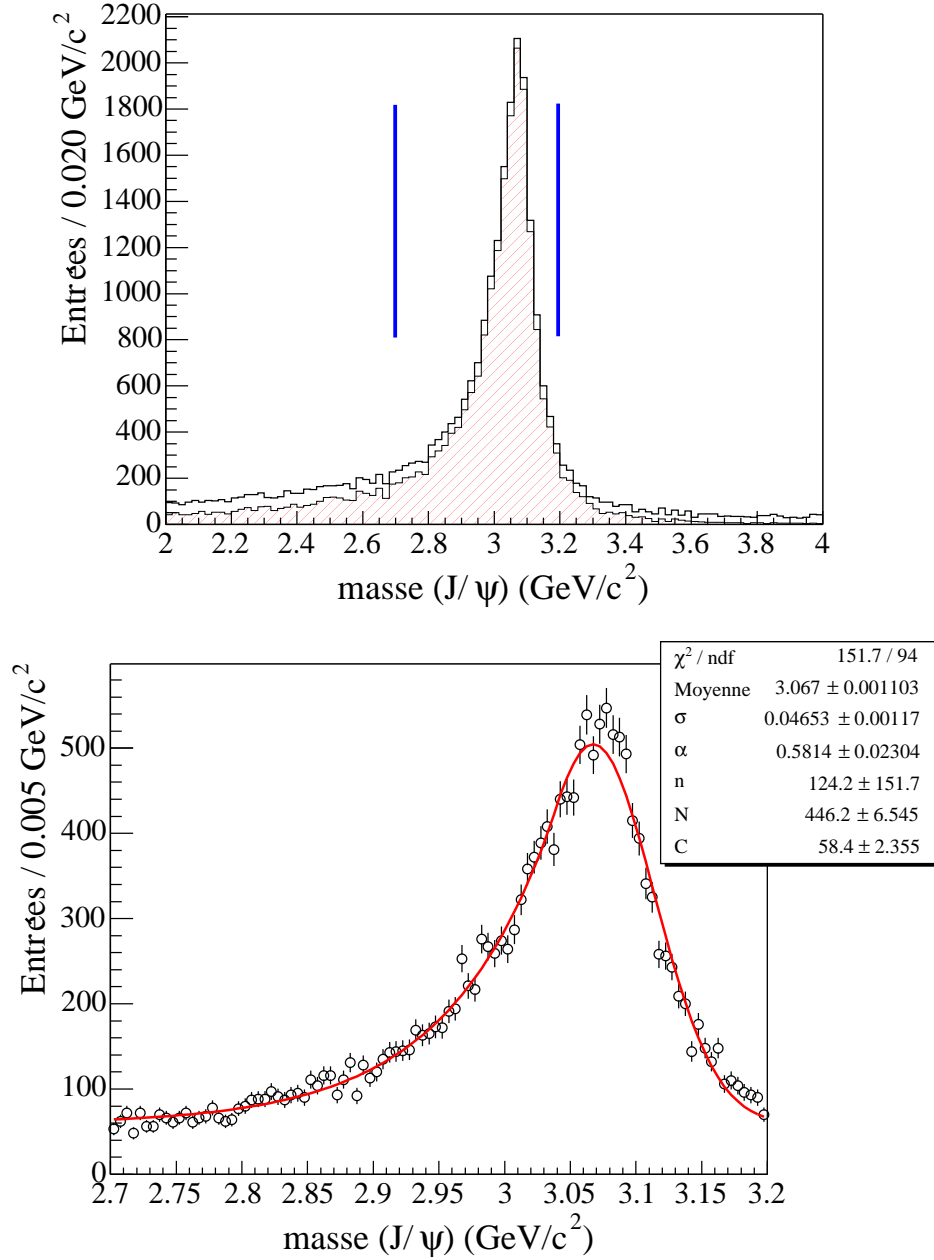 Entrées / 0.020 GeV/c²
2200
2000
1800
1600
1400
1200
1000
800
600
400
200
0
2 2.2 2.4 2.6 2.8 3 3.2 3.4 3.6 3.8 4
masse (J/ ψ) (GeV/c²)
χ² / ndf 151.7 / 94
Moyenne 3.067 ± 0.001103
σ 0.04653 ± 0.00117
α 0.5814 ± 0.02304
n 124.2 ± 151.7
N 446.2 ± 6.545
C 58.4 ± 2.355
Entrées / 0.005 GeV/c²
500
400
300
200
100
0
2.7 2.75 2.8 2.85 2.9 2.95 3 3.05 3.1 3.15 3.2
masse (J/ ψ) (GeV/c²)